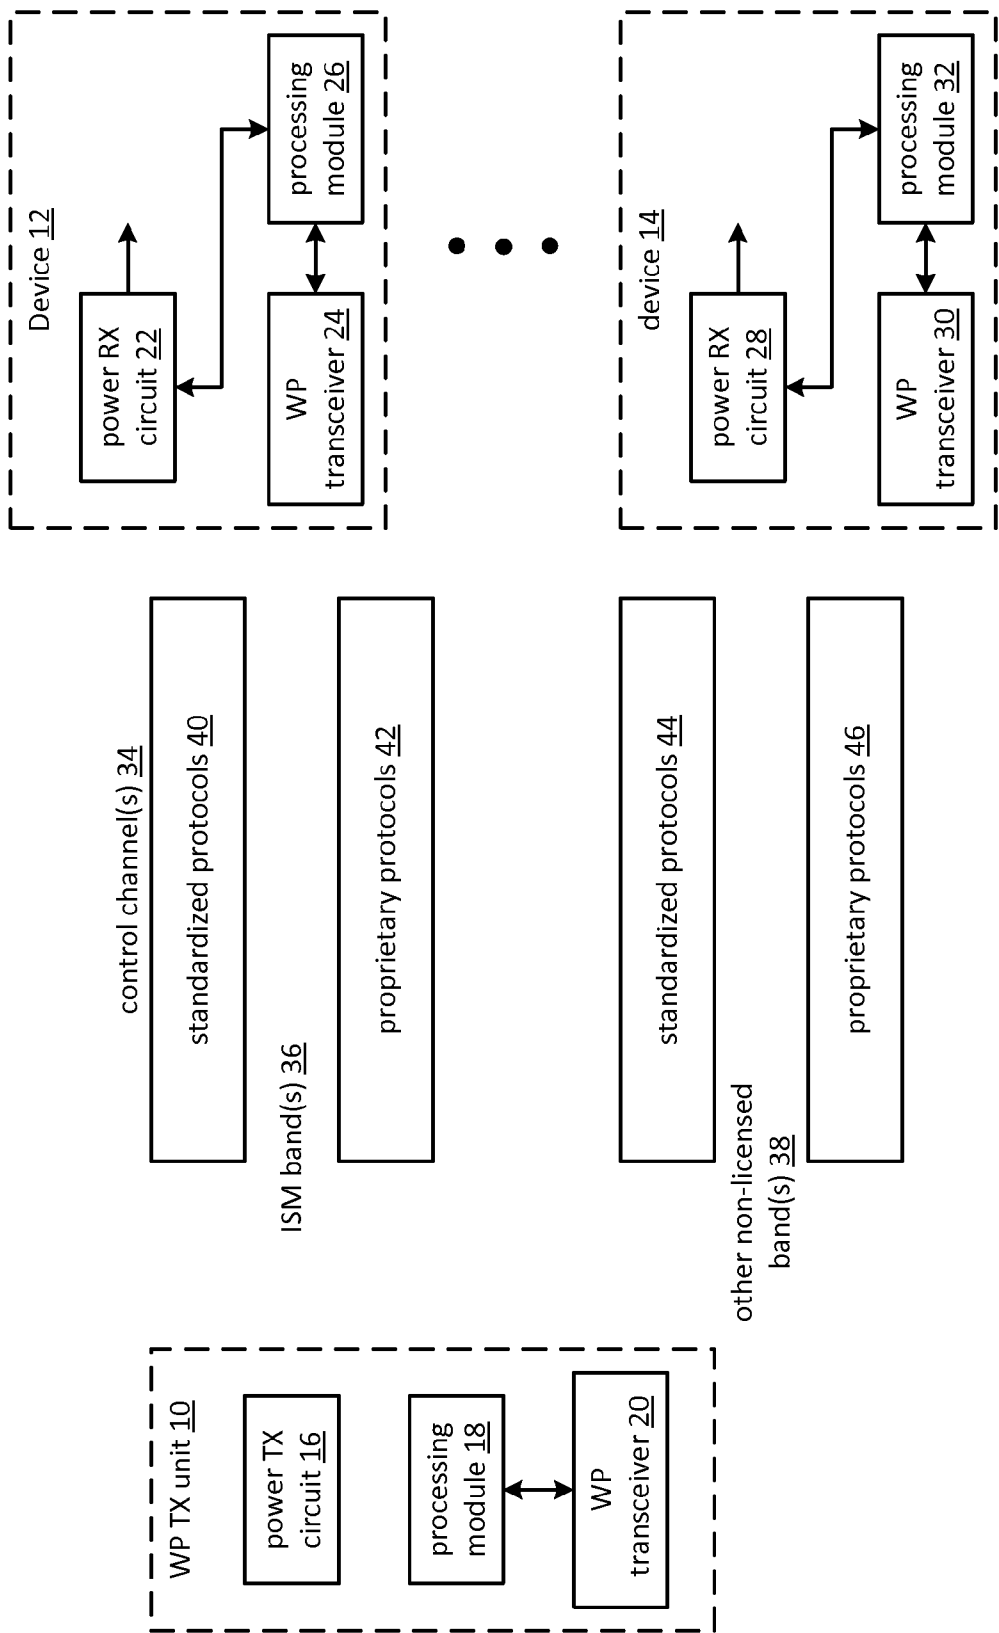 WP TX unit 10
power TX
circuit 16
processing
module 18
WP
transceiver 20
control channel(s) 34
standardized protocols 40
ISM band(s) 36
proprietary protocols 42
standardized protocols 44
other non-licensed
band(s) 38
proprietary protocols 46
Device 12
power RX
circuit 22
processing
module 26
WP
transceiver 24
device 14
power RX
circuit 28
processing
module 32
WP
transceiver 30